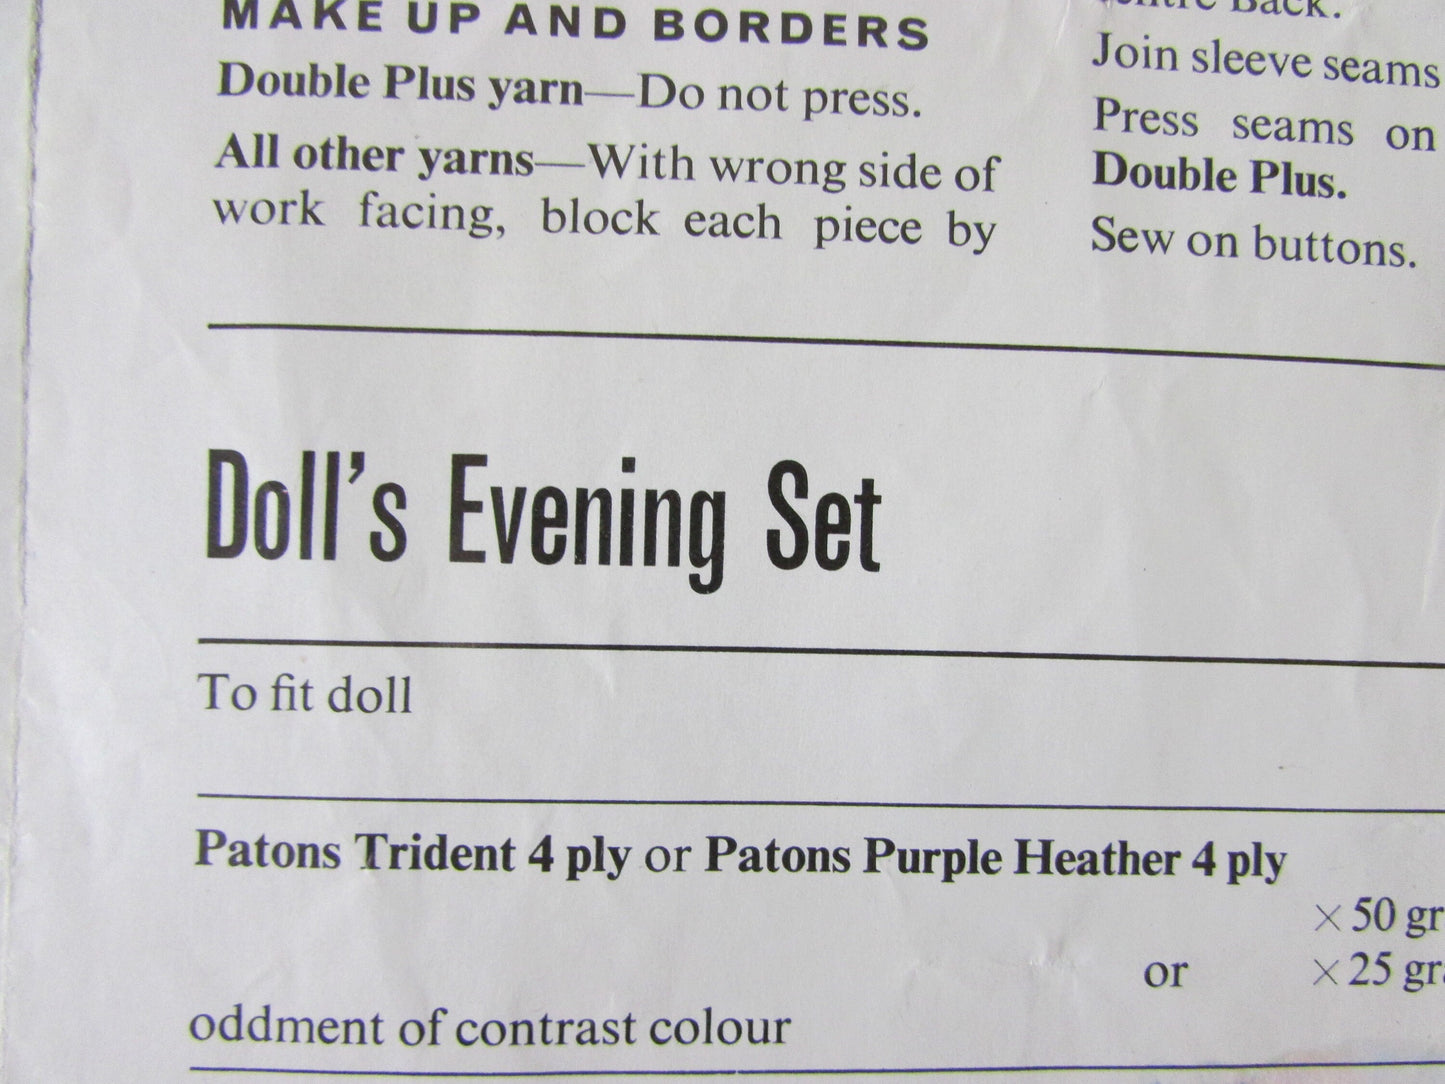 MAKE UP AND BORDERS
Double Plus yarn—Do not press.
All other yarns—With wrong side of
work facing, block each piece by
Back.
Join sleeve seams
Press seams on
Double Plus.
Sew on buttons.
Doll's Evening Set
To fit doll
Patons Trident 4 ply or Patons Purple Heather 4 ply
× 50 gr
or × 25 gr
oddment of contrast colour